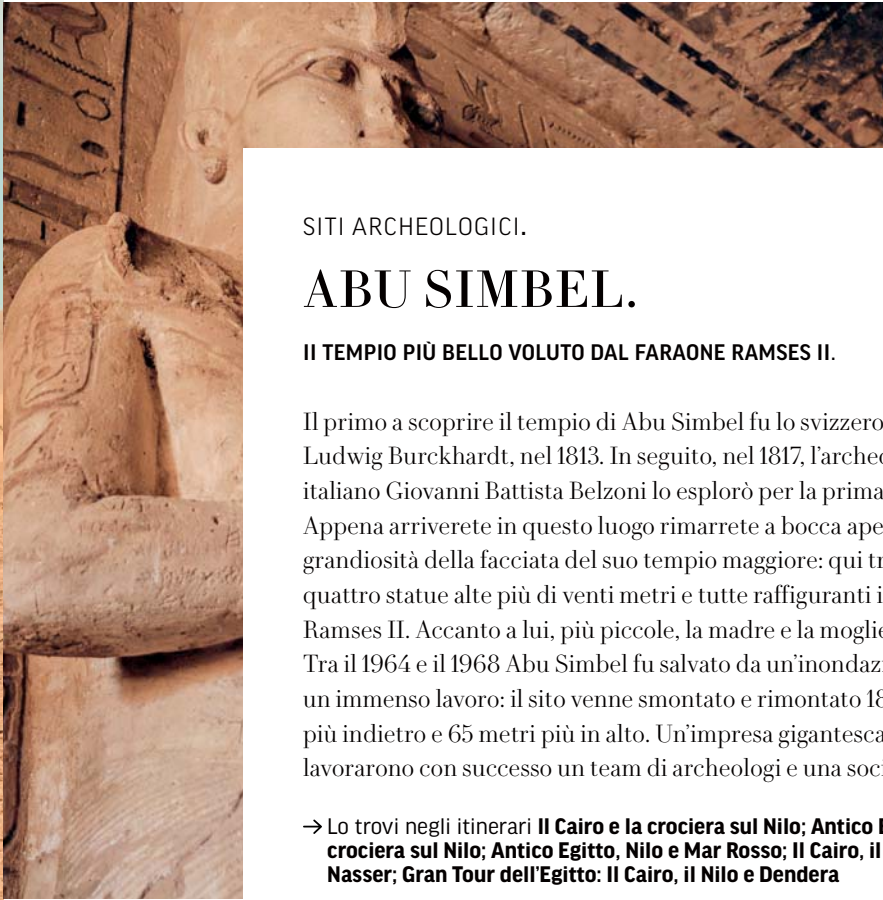 SITI ARCHEOLOGICI.
ABU SIMBEL.
Il TEMPIO PIÙ BELLO VOLUTO DAL FARAONE RAMSES II.
Il primo a scoprire il tempio di Abu Simbel fu lo svizzero
Ludwig Burckhardt, nel 1813. In seguito, nel 1817,
italiano Giovanni Battista Belzoni lo esplorò per la prima
Appena arriverete in questo luogo rimarrete a bocca
grandiosità della facciata del suo tempio maggiore: qui
quattro statue alte più di venti metri e tutte raffiguranti
Ramses II. Accanto a lui, più piccole, la madre e la moglie
Tra il 1964 e il 1968 Abu Simbel fu salvato da
un immenso lavoro: il sito venne smontato e rimontato
più indietro e 65 metri più in alto. Un'impresa gigantesca
lavorarono con successo un team di archeologi e una
→ Lo trovi negli itinerari Il Cairo e la crociera sul Nilo; Antico
crociera sul Nilo; Antico Egitto, Nilo e Mar Rosso; Il Cairo, il
Nasser; Gran Tour dell'Egitto: Il Cairo, il Nilo e Dendera